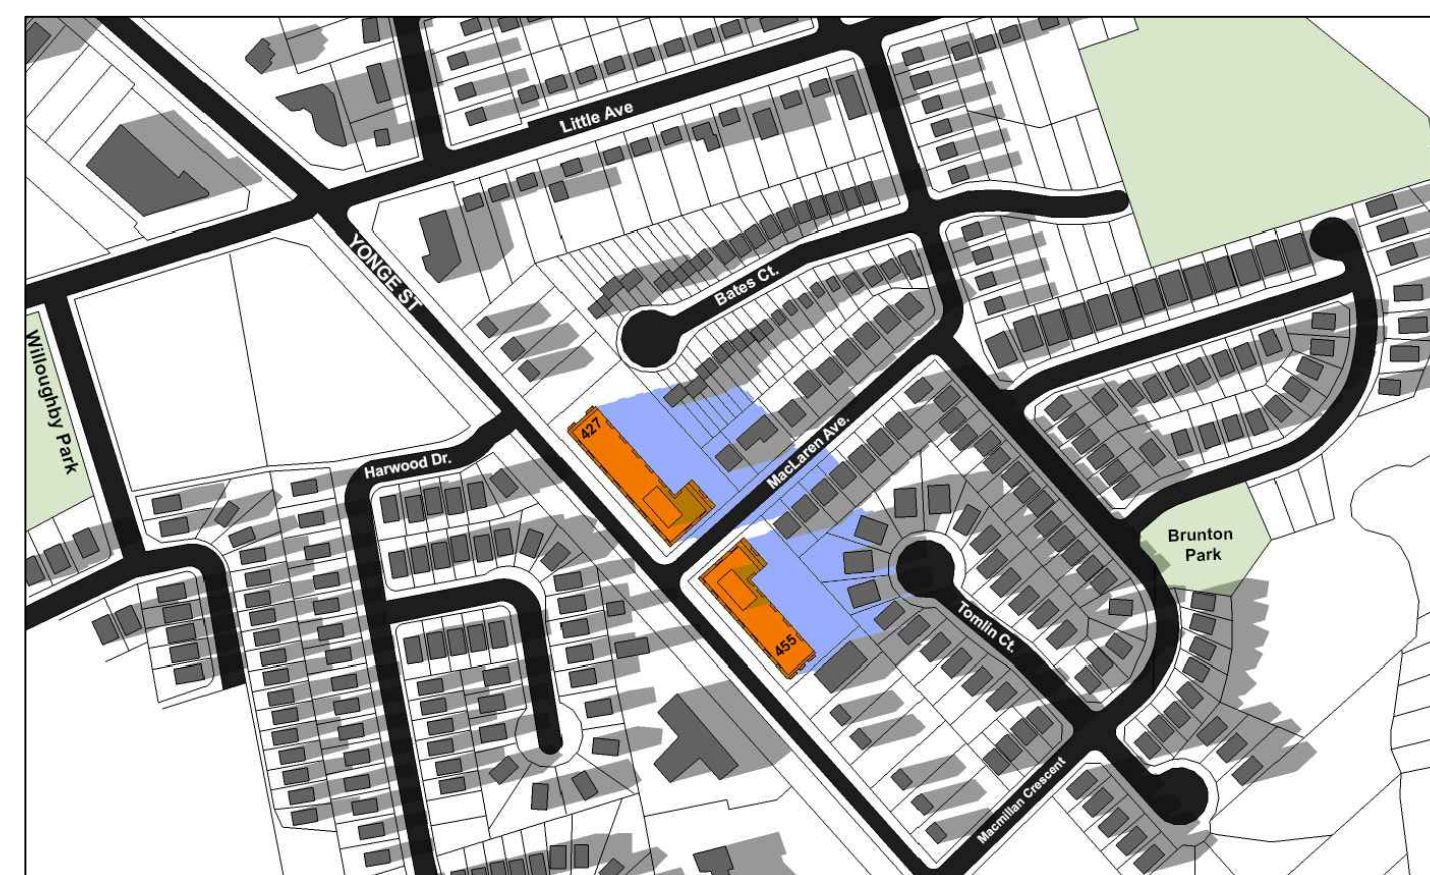 Little Ave
YONGE ST
Bates Ct.
Willoughby Park
427
MacLaren Ave.
Harwood Dr.
Brunton
Park
455
Tomlin Ct.
Macmillan Crescent